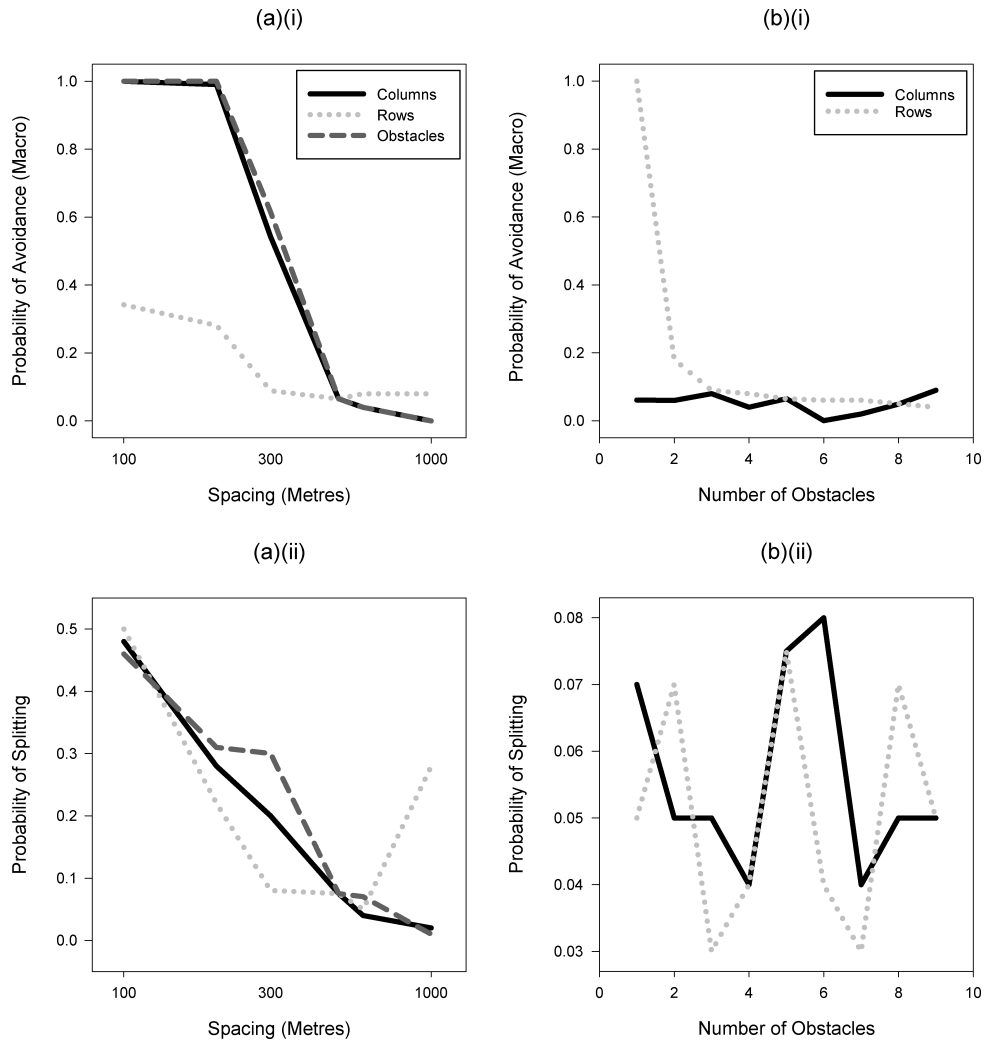 (a)(i)
Probability of Avoidance (Macro)
1.0
0.8
0.6
0.4
0.2
0.0
100
300
1000
Spacing (Metres)
Columns
Rows
Obstacles
(b)(i)
Probability of Avoidance (Macro)
1.0
0.8
0.6
0.4
0.2
0.0
0
2
4
6
8
10
Number of Obstacles
Columns
Rows
(a)(ii)
Probability of Splitting
0.5
0.4
0.3
0.2
0.1
0.0
100
300
1000
Spacing (Metres)
(b)(ii)
Probability of Splitting
0.08
0.07
0.06
0.05
0.04
0.03
0
2
4
6
8
10
Number of Obstacles